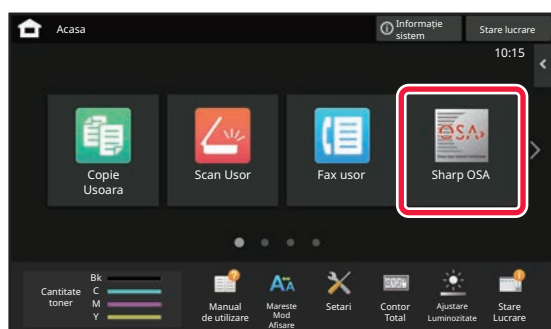 Acasa
Informație
sistem
Stare lucrare
10:15
OSA
Copie
Usoara
Scan Usor
Fax usor
Sharp OSA
Cantitate
toner
Bk
C
M
Y
Manual
de utilizare
Mareste
Mod
Afisare
Setari
Contor
Total
Ajustare
Luminozitate
Stare
Lucrare